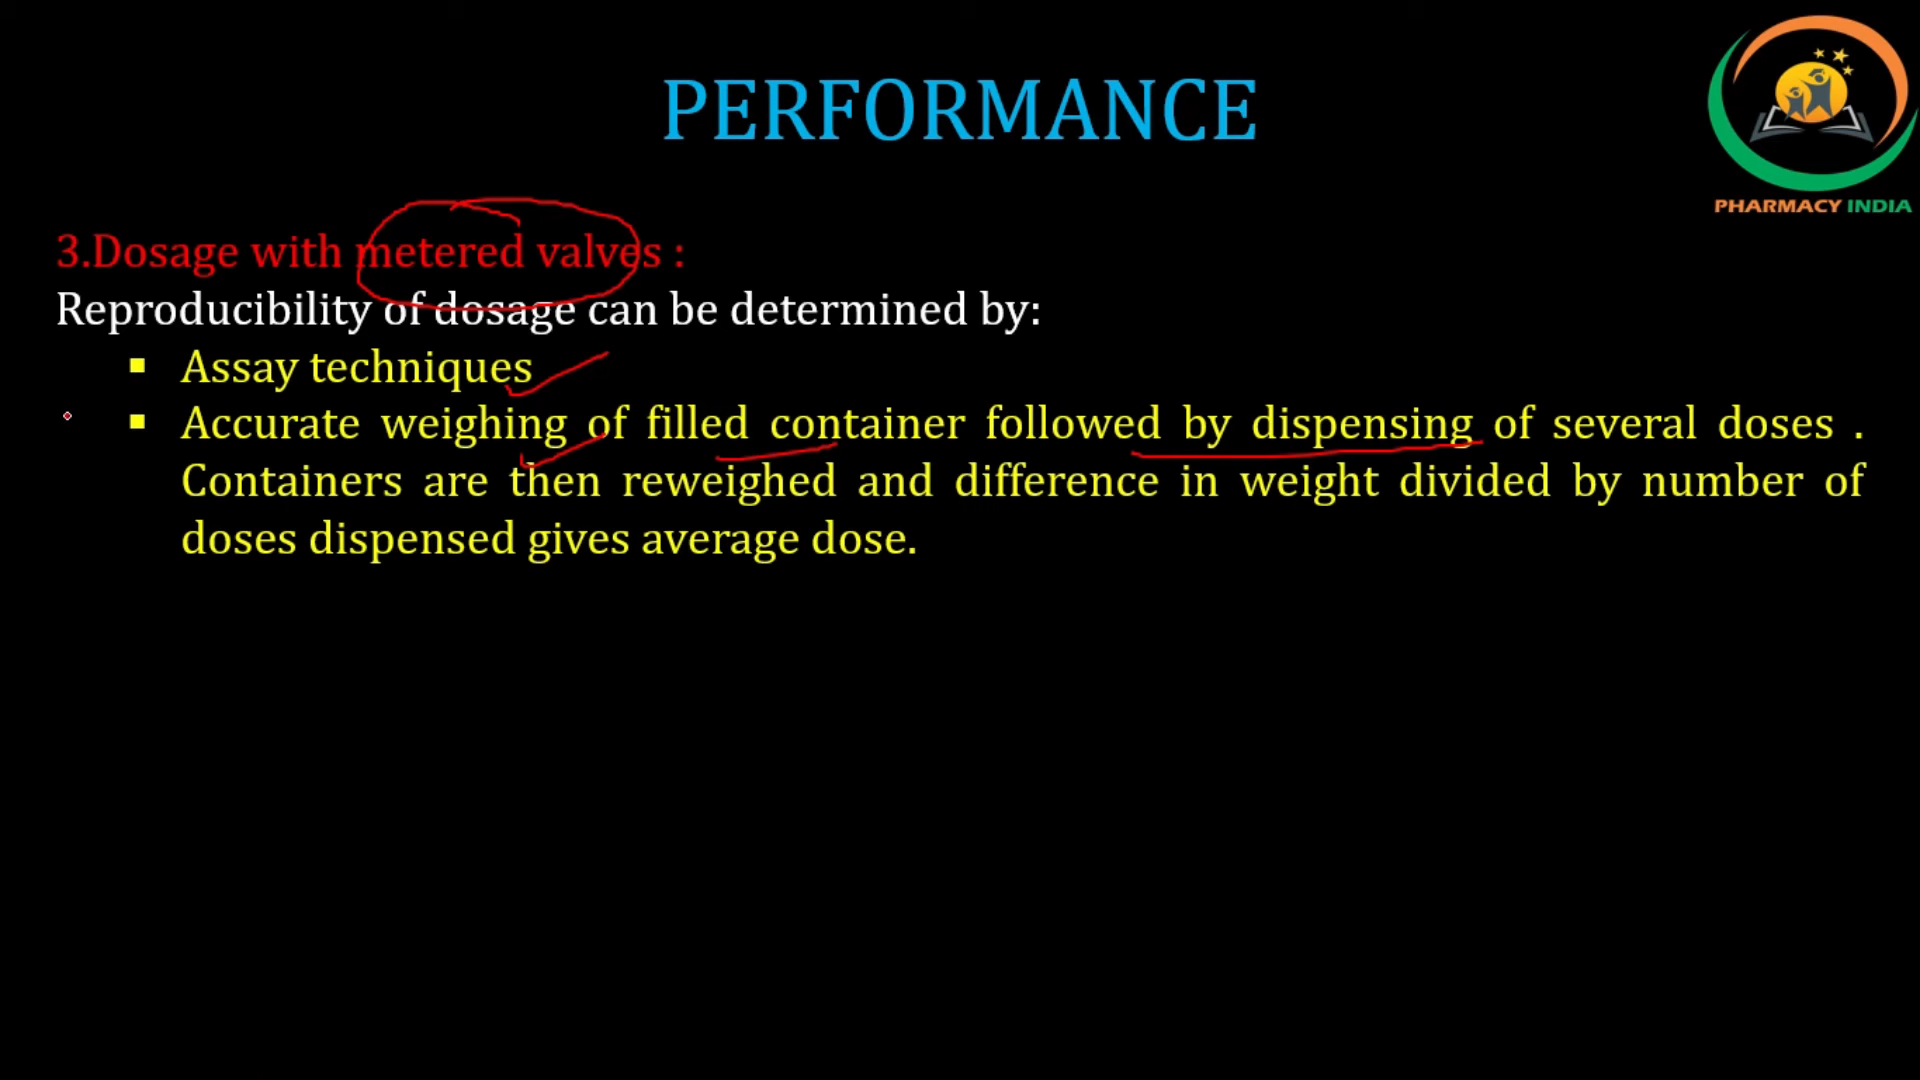 PERFORMANCE
PHARMACY INDIA
3.Dosage with metered valves :
Reproducibility of dosage can be determined by:
▪ Assay techniques
▪ Accurate weighing of filled container followed by dispensing of several doses .
Containers are then reweighed and difference in weight divided by number of
doses dispensed gives average dose.